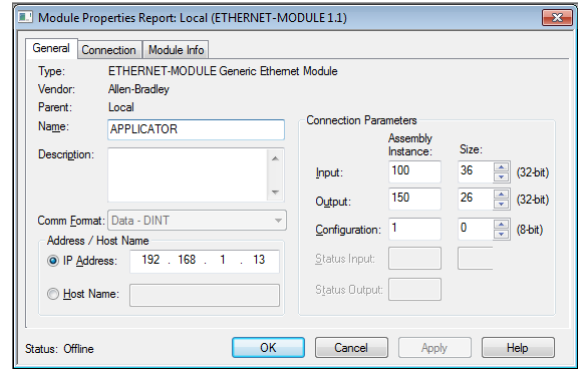 Module Properties Report: Local (ETHERNET-MODULE 1.1)
General Connection Module Info
Type: ETHERNET-MODULE Generic Ethernet Module
Vendor: Allen-Bradley
Parent: Local
Name: APPLICATOR
Description:
Comm Format: Data - DINT
Address / Host Name
IP Address: 192 . 168 . 1 . 13
Host Name:
Connection Parameters
Assembly
Instance: Size:
Input: 100 36 (32-bit)
Output: 150 26 (32-bit)
Configuration: 1 0 (8-bit)
Status Input:
Status Output:
Status: Offline OK Cancel Apply Help